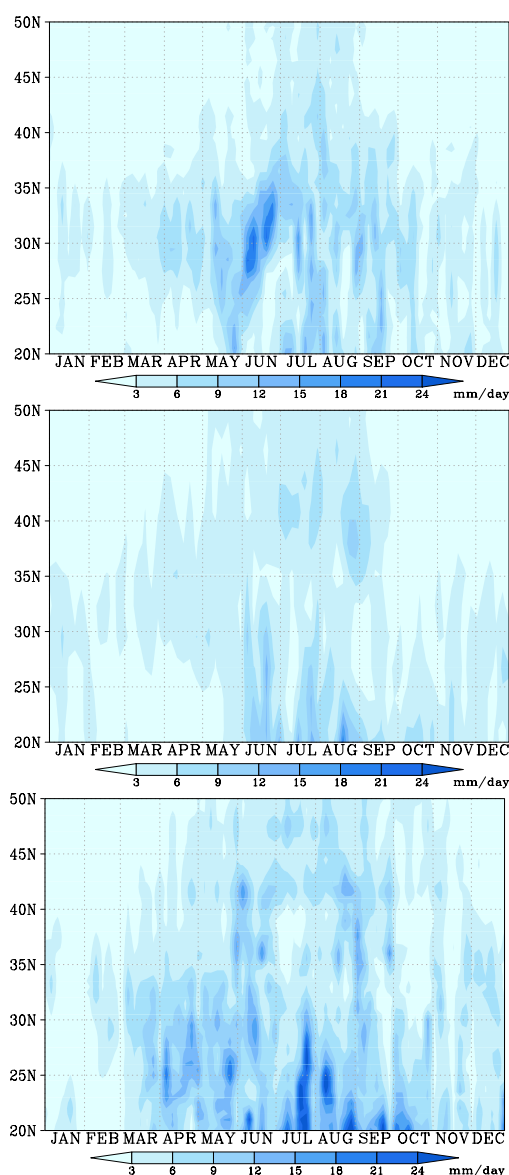 50N
45N
40N
35N
30N
25N
20N
JAN FEB MAR APR MAY JUN JUL AUG SEP OCT NOV DEC
3 6 9 12 15 18 21 24 mm/day
50N
45N
40N
35N
30N
25N
20N
JAN FEB MAR APR MAY JUN JUL AUG SEP OCT NOV DEC
3 6 9 12 15 18 21 24 mm/day
50N
45N
40N
35N
30N
25N
20N
JAN FEB MAR APR MAY JUN JUL AUG SEP OCT NOV DEC
3 6 9 12 15 18 21 24 mm/day